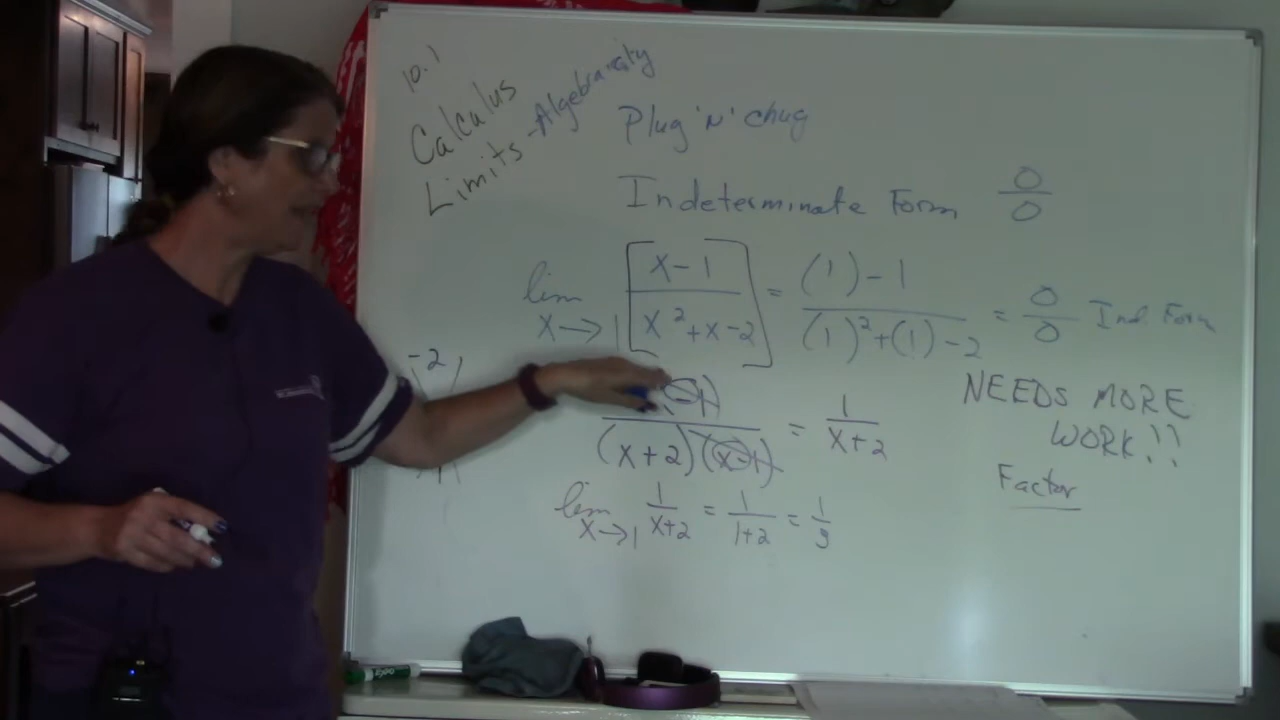 10.1
Calculus
Limits - Algebraically
Plug 'N' Chug
Indeterminate Form 0/0
lim x→1 [x-1 / x²+x-2] = (1)-1 / (1)²+(1)-2 = 0/0 Ind. Form
-2
-1) / (x+2)(x-1) = 1 / x+2
NEEDS MORE
WORK!!
Factor
lim x→1 1 / x+2 = 1 / 1+2 = 1/3